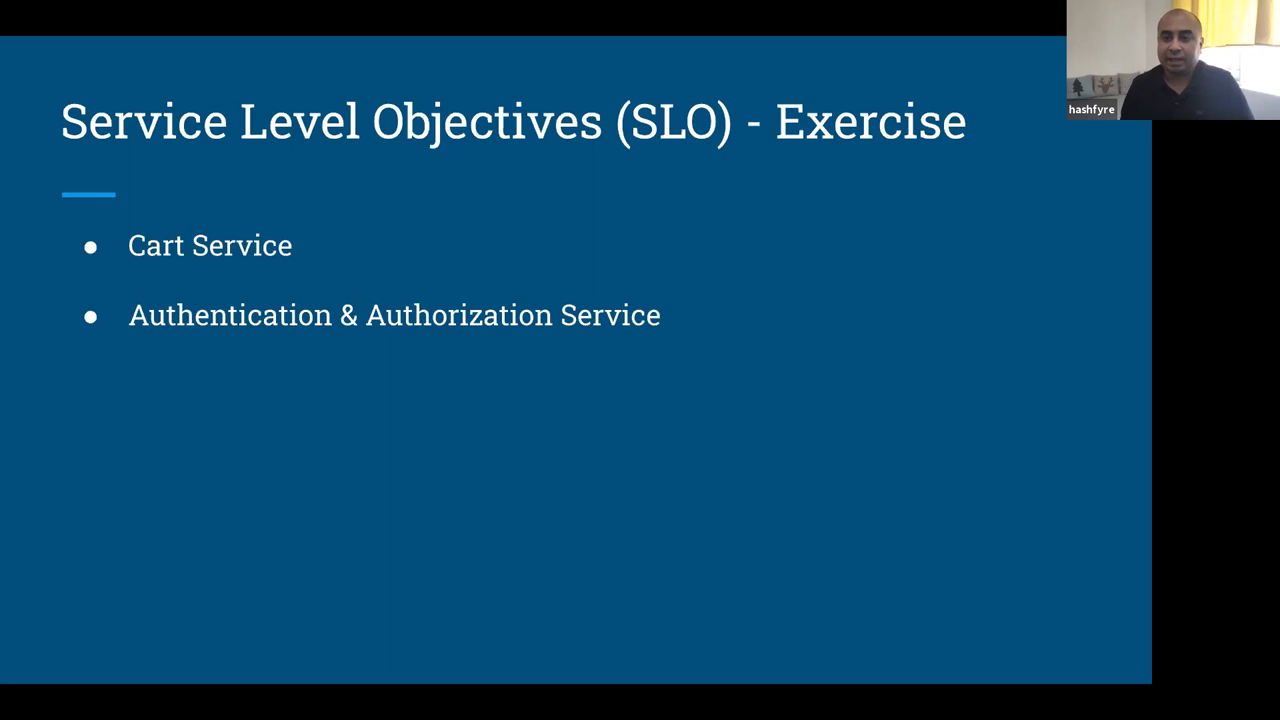 Service Level Objectives (SLO) - Exercise
hashfyre
● Cart Service
● Authentication & Authorization Service